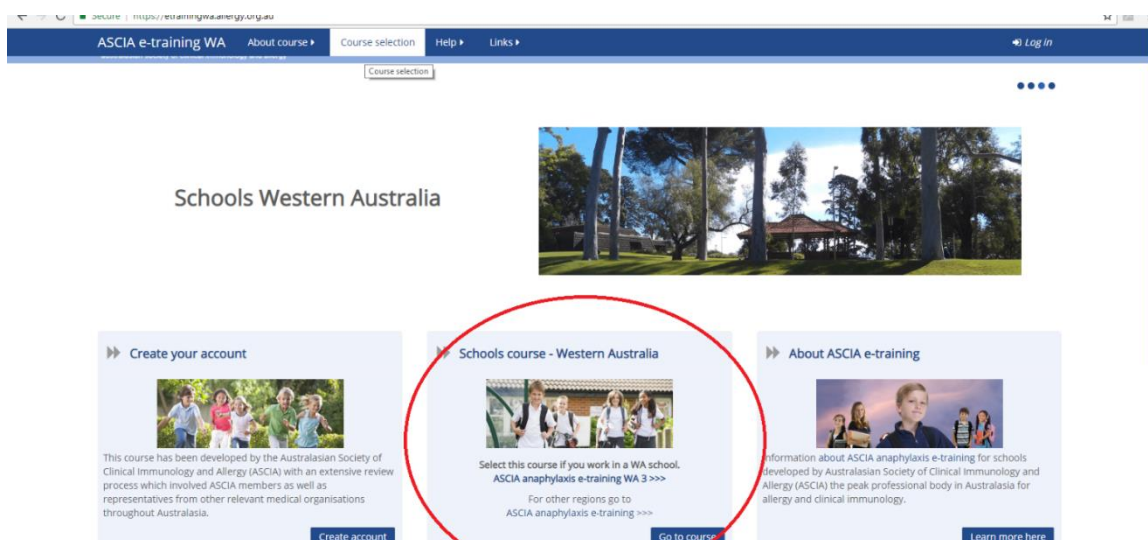 Secure | https://etrainingwa.allergy.org.au
ASCIA e-training WA About course Course selection Help Links Log in
Course selection
Schools Western Australia
Create your account
This course has been developed by the Australasian Society of
Clinical Immunology and Allergy (ASCIA) with an extensive review
process which involved ASCIA members as well as
representatives from other relevant medical organisations
throughout Australasia.
Create account
Schools course - Western Australia
Select this course if you work in a WA school.
ASCIA anaphylaxis e-training WA 3 >>>
For other regions go to
ASCIA anaphylaxis e-training >>>
Go to course
About ASCIA e-training
Information about ASCIA anaphylaxis e-training for schools
developed by Australasian Society of Clinical Immunology and
Allergy (ASCIA) the peak professional body in Australasia for
allergy and clinical immunology.
Learn more here